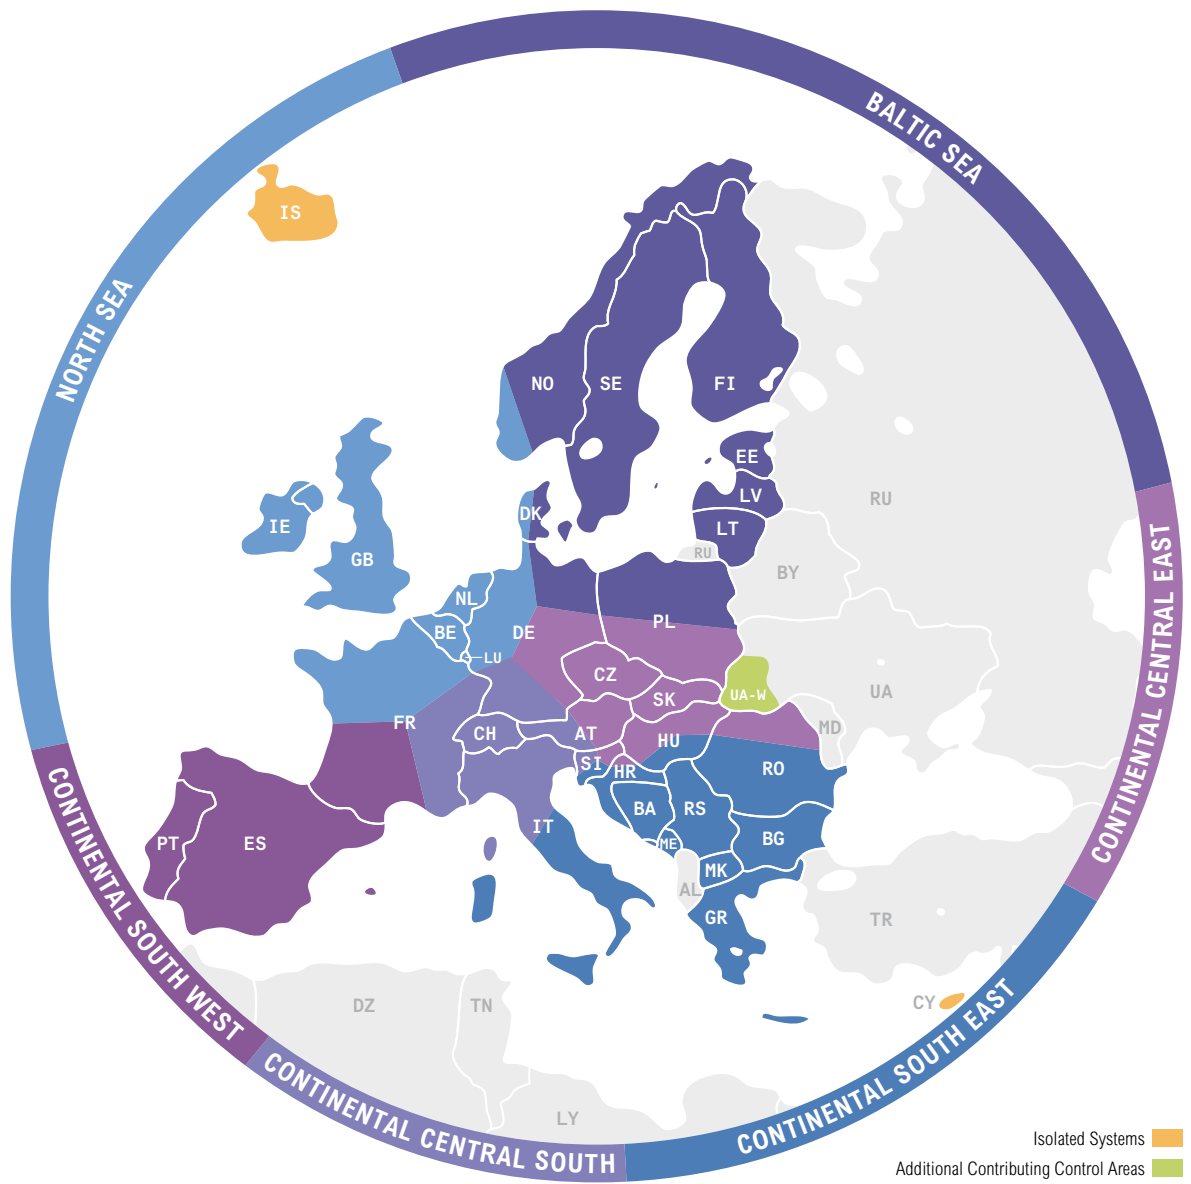 BALTIC SEA
IS
NORTH SEA
NO
SE
FI
EE
LV
RU
DK
IE
LT
GB
RU
BY
NL
PL
BE
DE
LU
CZ
UA-W
UA
SK
FR
MD
CH
AT
HU
SI
HR
RO
BA
RS
IT
BG
PT
ES
ME
MK
AL
GR
TR
CONTINENTAL CENTRAL EAST
CY
DZ
TN
LY
CONTINENTAL SOUTH WEST
CONTINENTAL CENTRAL SOUTH
CONTINENTAL SOUTH EAST
Isolated Systems
Additional Contributing Control Areas